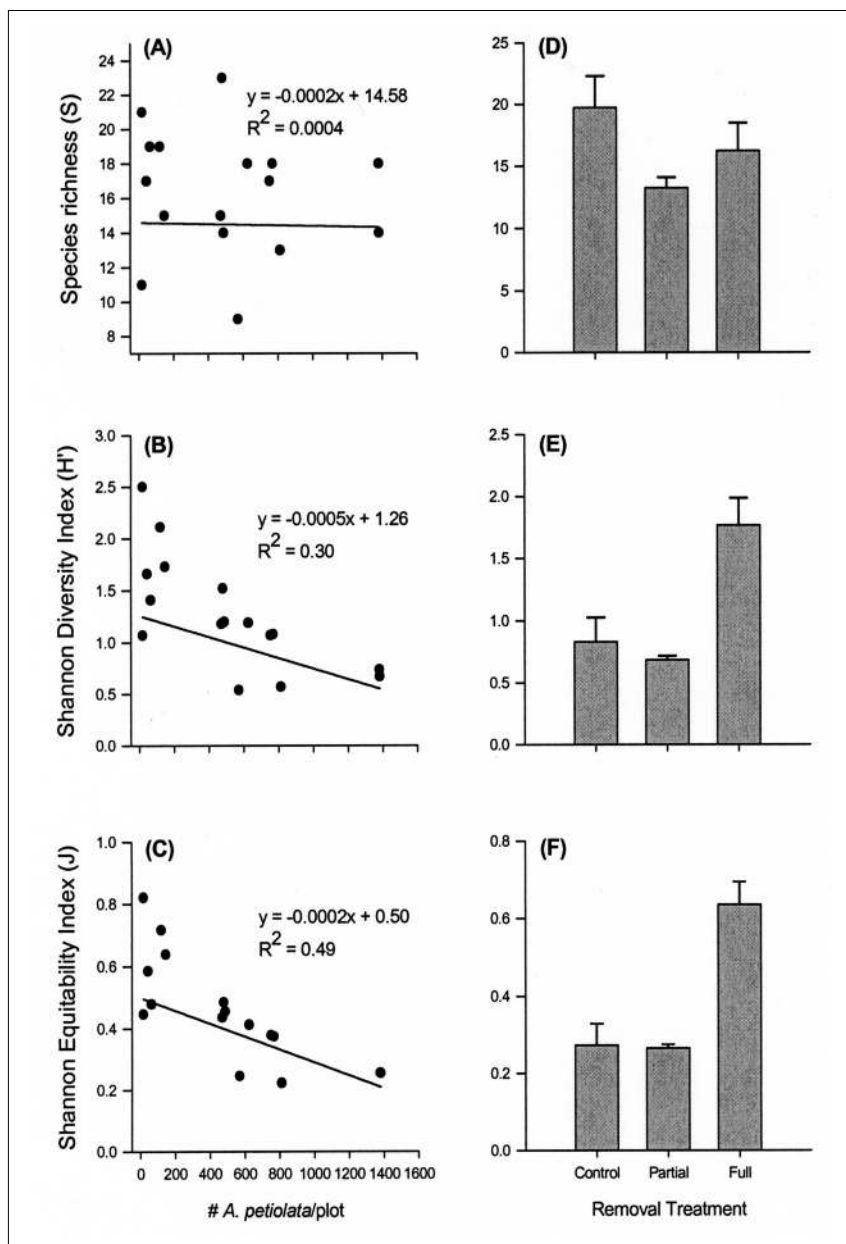 (A)
Species richness (S)
24
22
20
18
16
14
12
10
8
y = -0.0002x + 14.58
R² = 0.0004
(D)
25
20
15
10
5
0
(B)
Shannon Diversity Index (H')
3.0
2.5
2.0
1.5
1.0
0.5
0.0
y = -0.0005x + 1.26
R² = 0.30
(E)
2.5
2.0
1.5
1.0
0.5
0.0
(C)
Shannon Equitability Index (J)
1.0
0.8
0.6
0.4
0.2
0.0
y = -0.0002x + 0.50
R² = 0.49
0 200 400 600 800 1000 1200 1400 1600
# A. petiolata/plot
(F)
0.8
0.6
0.4
0.2
0.0
Control Partial Full
Removal Treatment